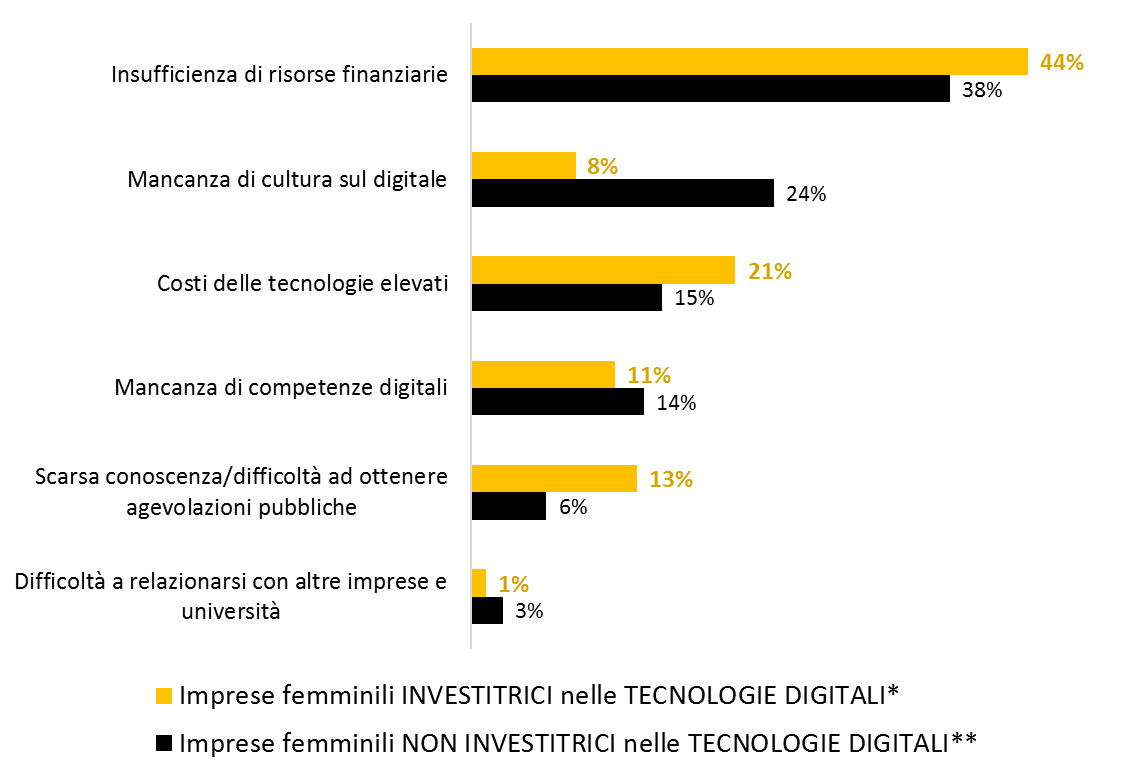 Insufficienza di risorse finanziarie
44%
38%
Mancanza di cultura sul digitale
8%
24%
Costi delle tecnologie elevati
21%
15%
Mancanza di competenze digitali
11%
14%
Scarsa conoscenza/difficoltà ad ottenere
agevolazioni pubbliche
13%
6%
Difficoltà a relazionarsi con altre imprese e
università
1%
3%
Imprese femminili INVESTITRICI nelle TECNOLOGIE DIGITALI*
Imprese femminili NON INVESTITRICI nelle TECNOLOGIE DIGITALI**